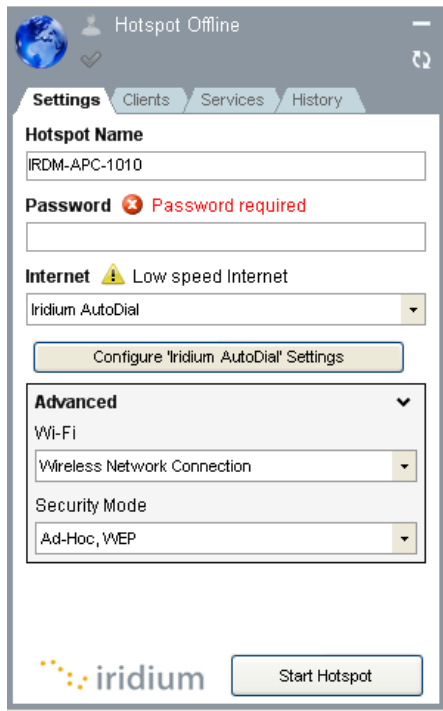 Hotspot Offline
Settings Clients Services History
Hotspot Name
IRDM-APC-1010
Password Password required
Internet Low speed Internet
Iridium AutoDial
Configure 'Iridium AutoDial' Settings
Advanced
Wi-Fi
Wireless Network Connection
Security Mode
Ad-Hoc, WEP
iridium Start Hotspot